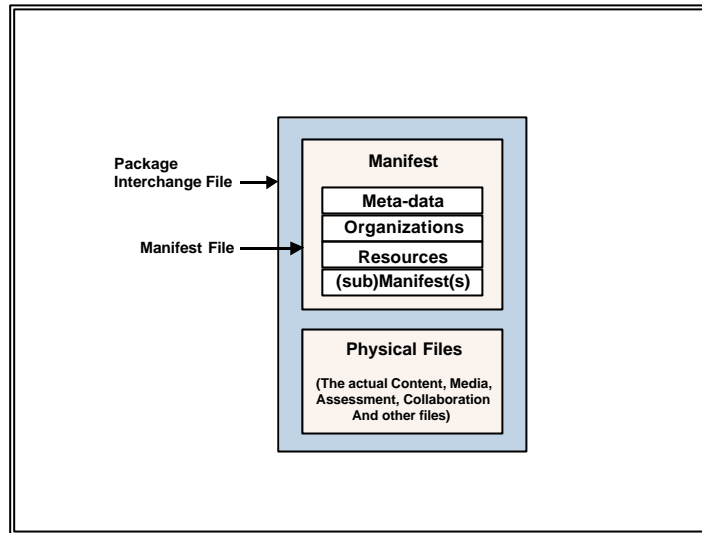 Package
Interchange File
Manifest File
Manifest
Meta-data
Organizations
Resources
(sub)Manifest(s)
Physical Files
(The actual Content, Media,
Assessment, Collaboration
And other files)